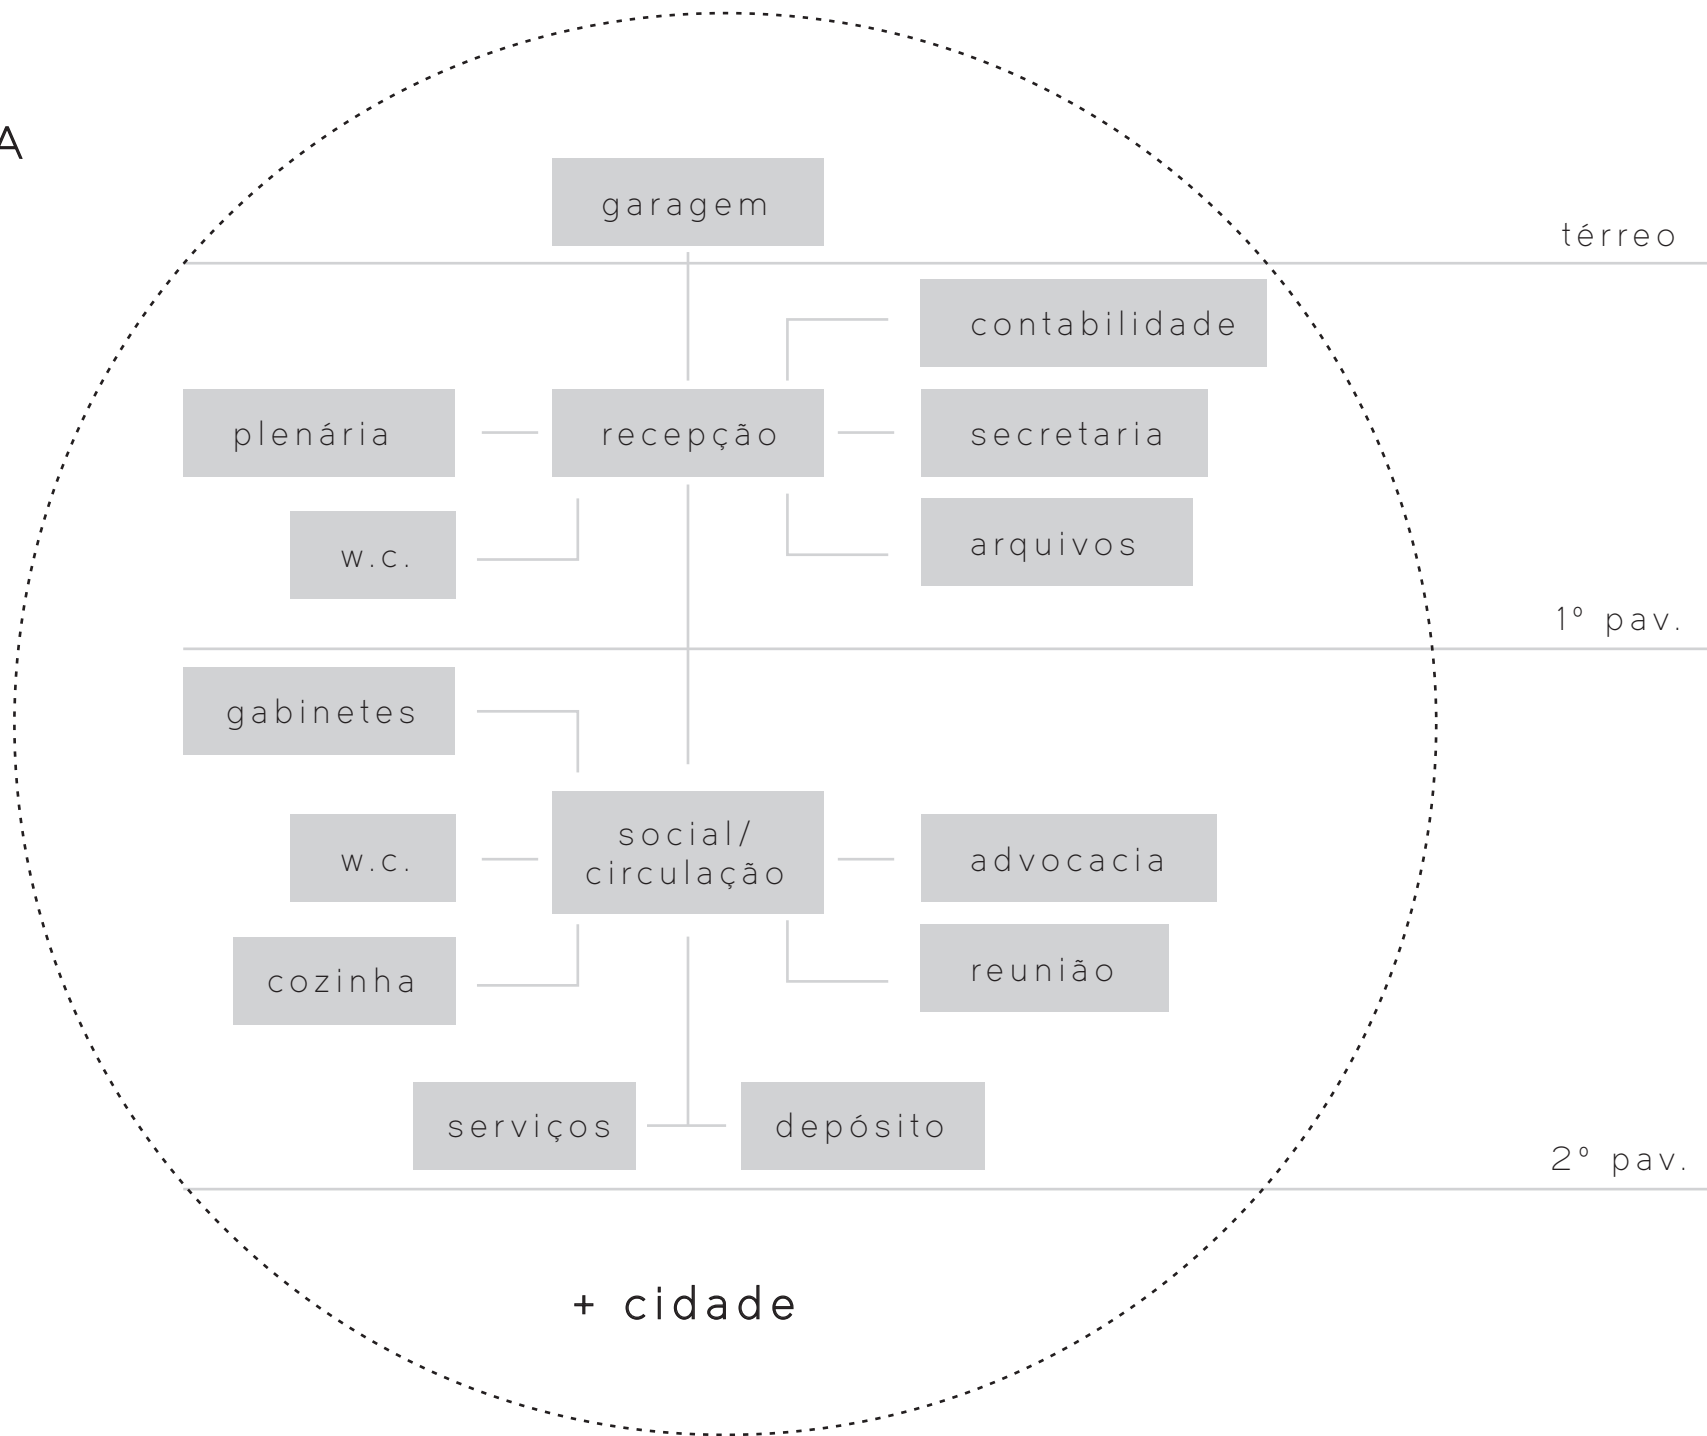 A
garagem
térreo
contabilidade
plenária
recepção
secretaria
w.c.
arquivos
1º pav.
gabinetes
w.c.
social/
circulação
advocacia
cozinha
reunião
serviços
depósito
2º pav.
+ cidade